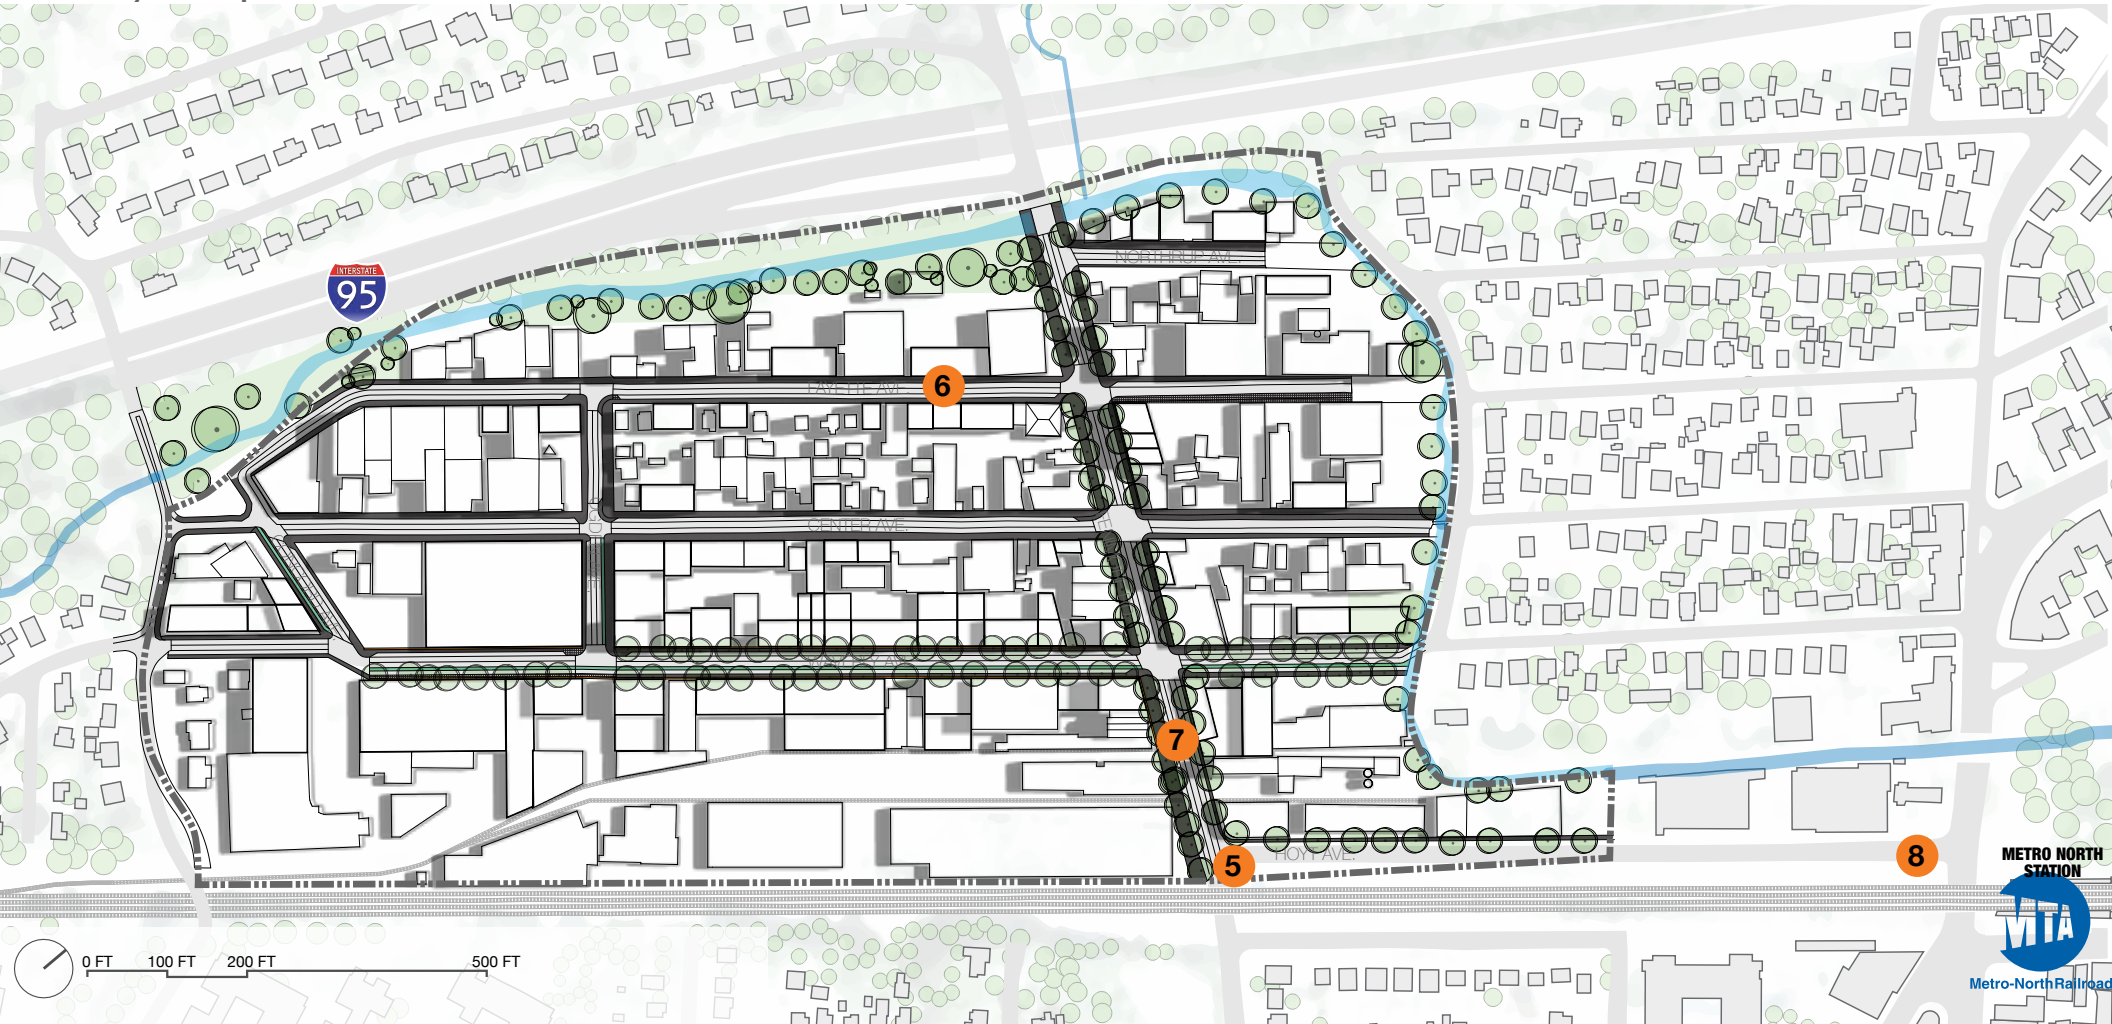 INTERSTATE
95
NORTHRUP AVE.
FAYETTE AVE.
6
CENTER AVE.
7
HOYT AVE.
5
8
METRO NORTH
STATION
MTA
Metro-North Railroad
0 FT 100 FT 200 FT 500 FT